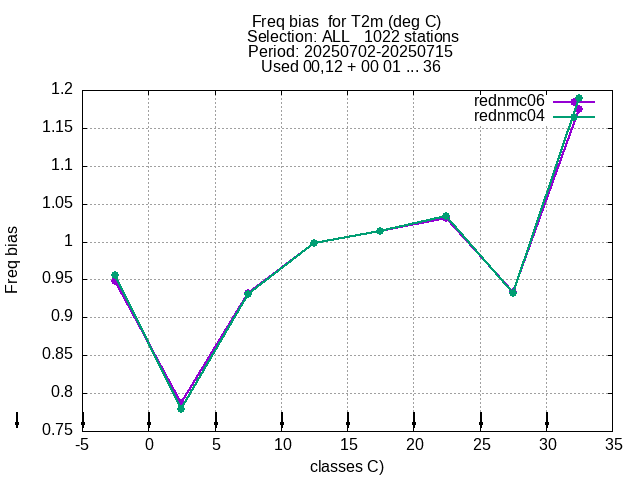 Freq bias  for T2m (deg C)
Selection: ALL   1022 stations
Period: 20250702-20250715
Used 00,12 + 00 01 ... 36
rednmc06
rednmc04
1.2
1.15
1.1
1.05
1
0.95
0.9
0.85
0.8
0.75
Freq bias
-5 0 5 10 15 20 25 30 35
classes C)